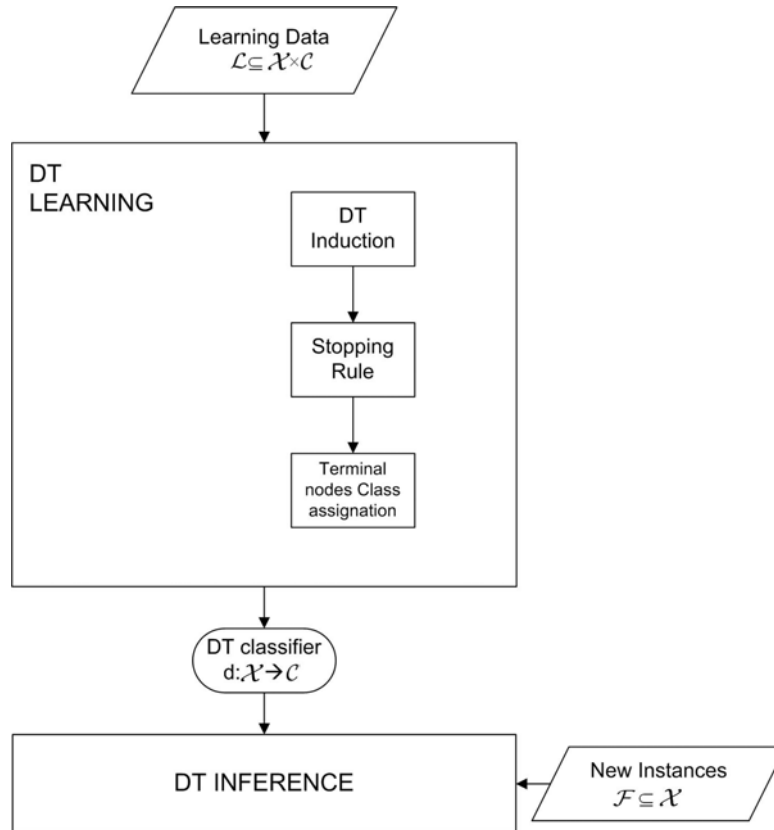 Learning Data
ℒ⊆ 𝒳×𝒞
DT
LEARNING
DT
Induction
Stopping
Rule
Terminal
nodes Class
assignation
DT classifier
d:𝒳→𝒞
DT INFERENCE
New Instances
ℱ ⊆ 𝒳